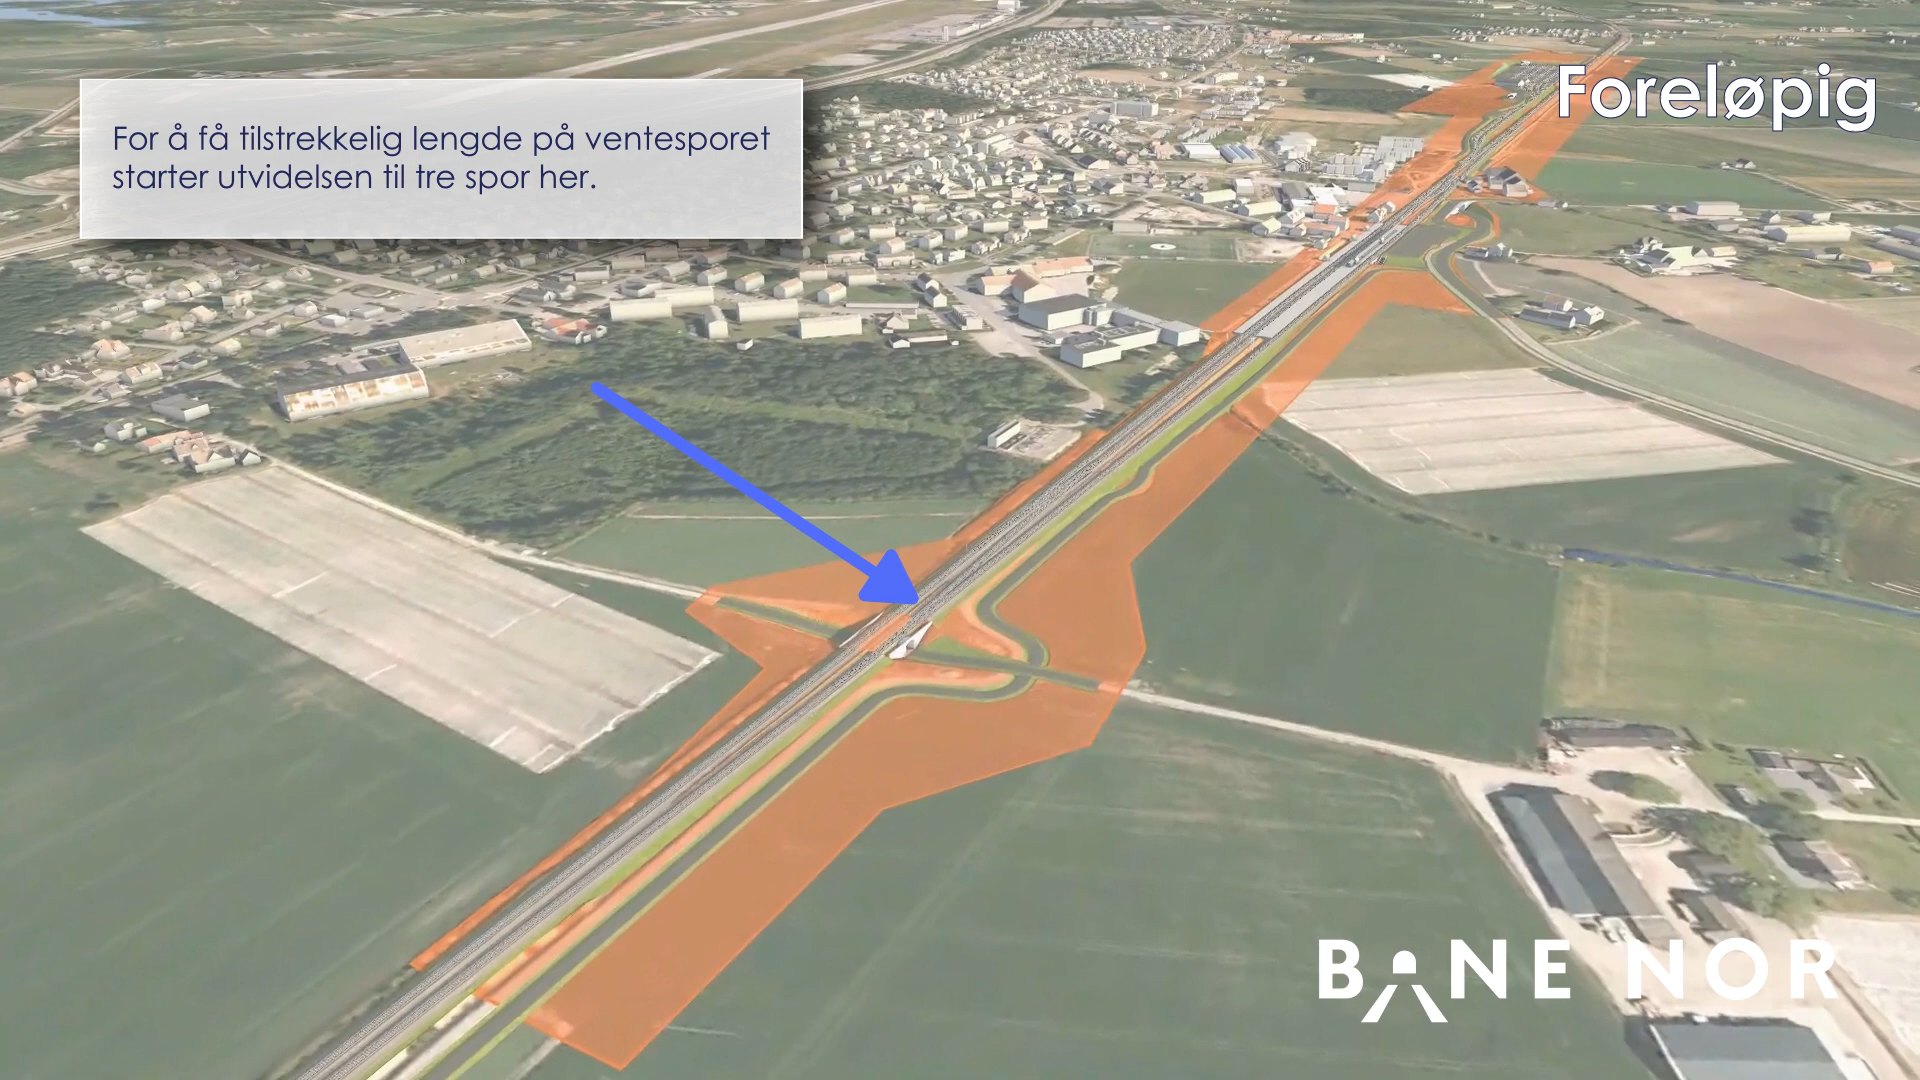 For å få tilstrekkelig lengde på ventesporet
starter utvidelsen til tre spor her.
Foreløpig
BANE NOR